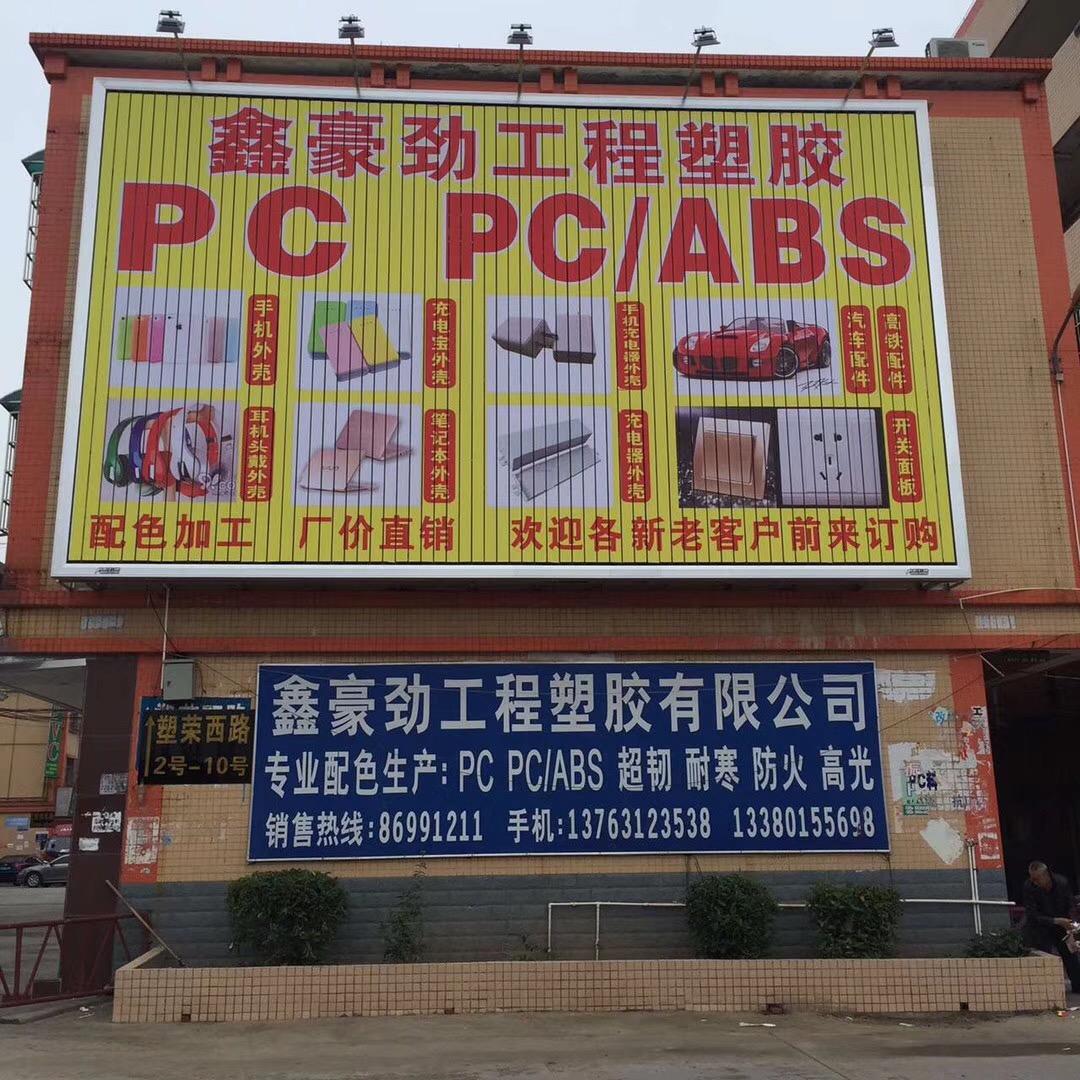 鑫豪劲工程塑胶
PC PC/ABS
手机外壳
充电宝外壳
手机充电器外壳
汽车配件
高铁配件
耳机头戴外壳
笔记本外壳
充电器外壳
开关面板
配色加工 厂价直销 欢迎各新老客户前来订购
鑫豪劲工程塑胶有限公司
专业配色生产:PC PC/ABS 超韧 耐寒 防火 高光
销售热线:86991211 手机:13763123538 13380155698
塑荣西路
2号-10号
PC料